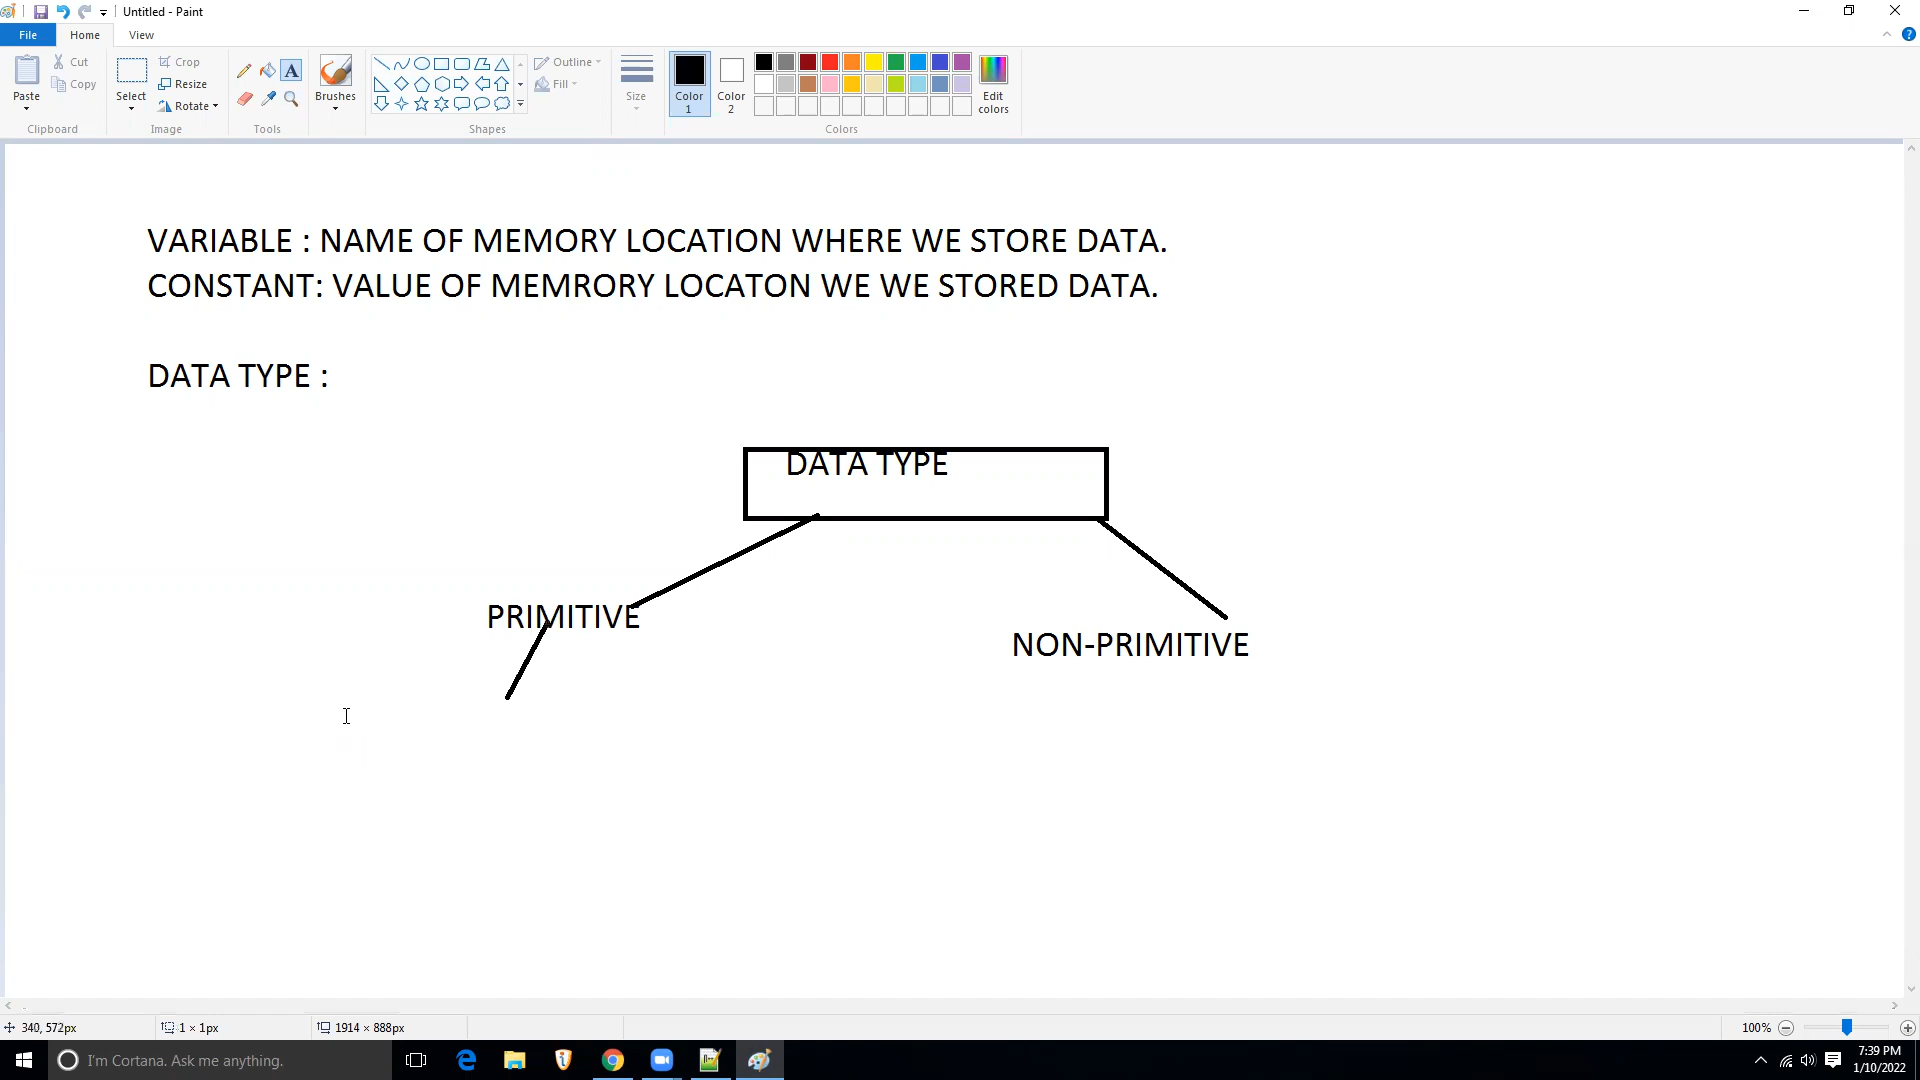 Untitled - Paint
File
Home
View
Paste
Cut
Copy
Clipboard
Select
Crop
Resize
Rotate
Image
Tools
Brushes
Shapes
Outline
Fill
Size
Color
1
Color
2
Edit
colors
Colors
VARIABLE : NAME OF MEMORY LOCATION WHERE WE STORE DATA.
CONSTANT: VALUE OF MEMRORY LOCATON WE WE STORED DATA.
DATA TYPE :
DATA TYPE
PRIMITIVE
NON-PRIMITIVE
340, 572px
1 × 1px
1914 × 888px
100%
I'm Cortana. Ask me anything.
7:39 PM
1/10/2022